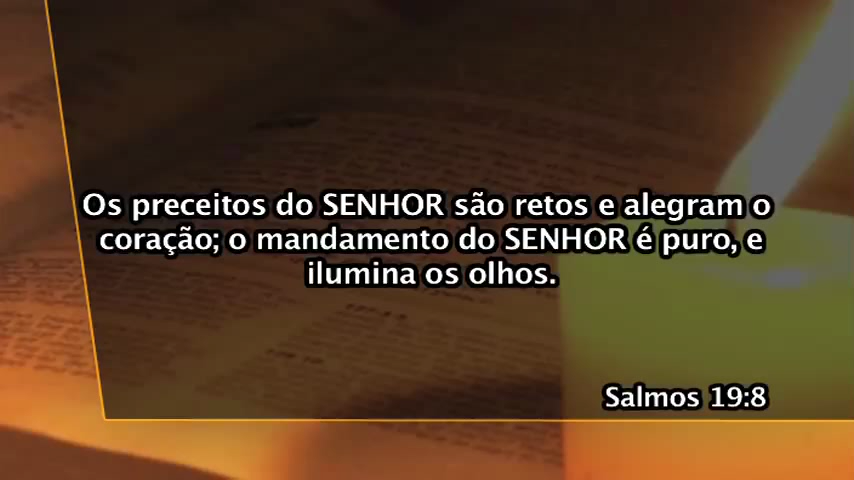 Os preceitos do SENHOR são retos e alegram o
coração; o mandamento do SENHOR é puro, e
ilumina os olhos.
Salmos 19:8